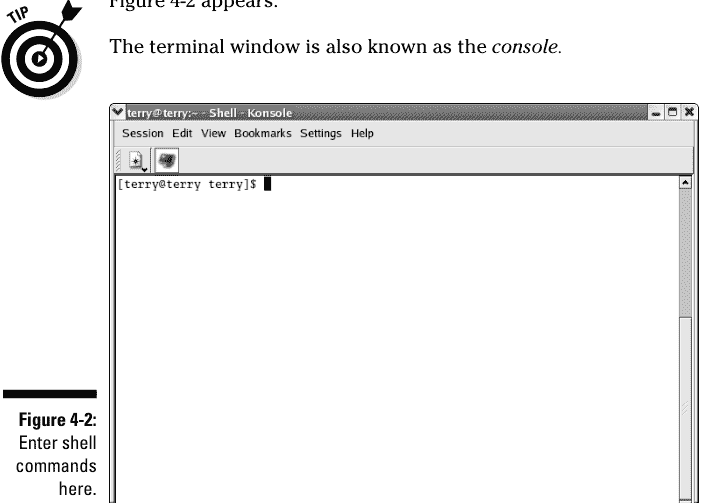 TIP
Figure 4-2 appears.
The terminal window is also known as the console.
terry@terry:~ - Shell - Konsole
Session Edit View Bookmarks Settings Help
[terry@terry terry]$
Figure 4-2:
Enter shell
commands
here.